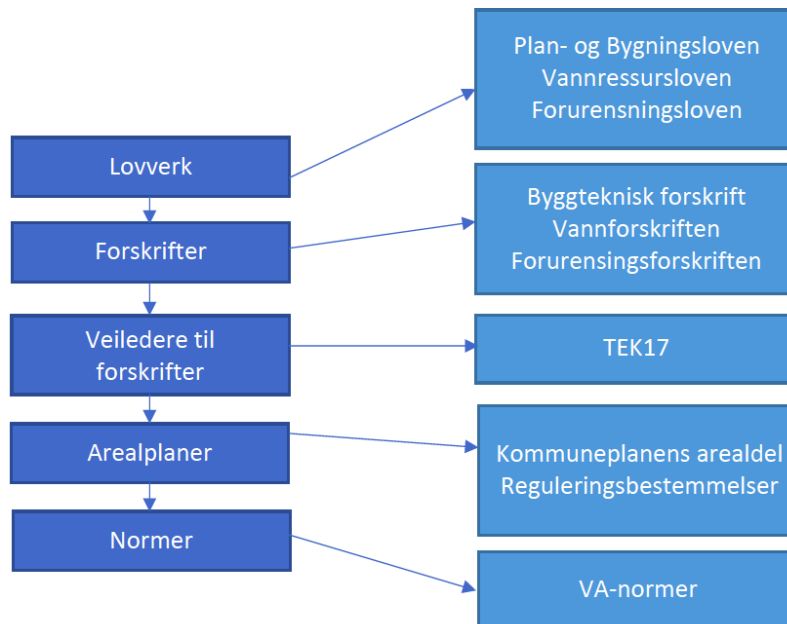 Plan- og Bygningsloven
Vannressursloven
Forurensningsloven
Lovverk
Byggteknisk forskrift
Vannforskriften
Forurensingsforskriften
Forskrifter
Veiledere til
forskrifter
TEK17
Arealplaner
Kommuneplanens arealdel
Reguleringsbestemmelser
Normer
VA-normer